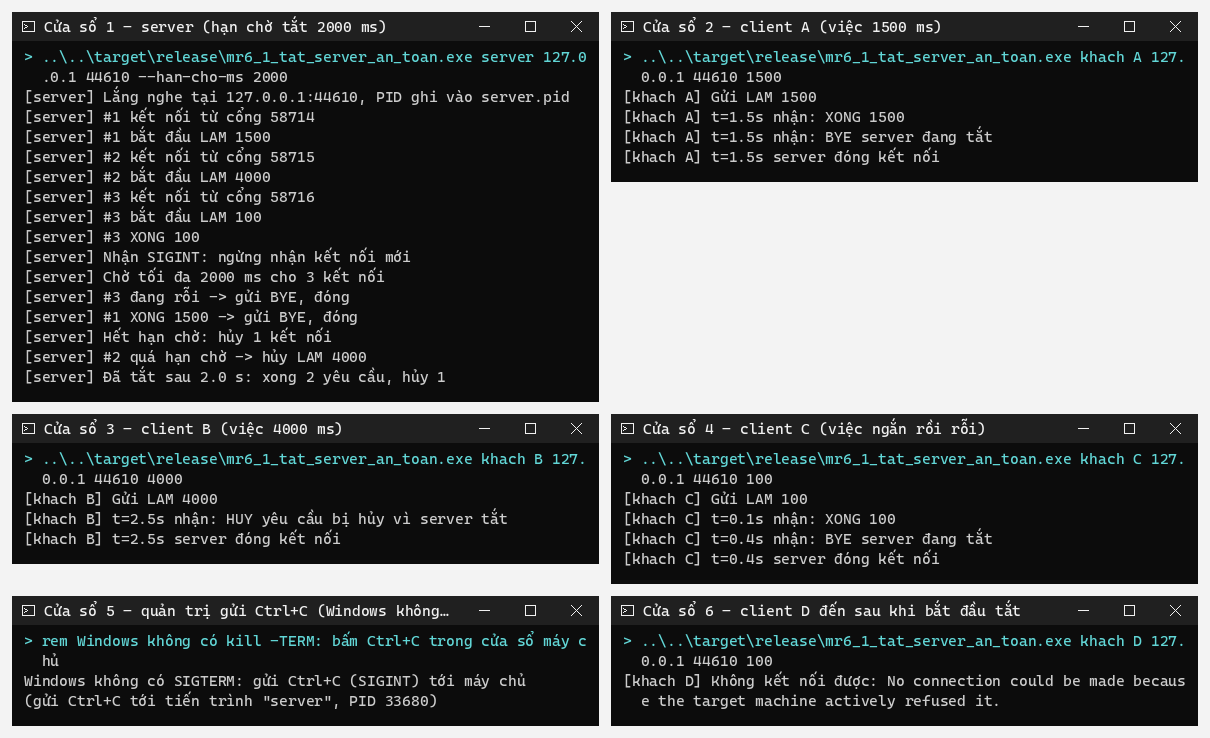 Cửa sổ 1 – server (hạn chờ tắt 2000 ms)
> ..\..\target\release\mr6_1_tat_server_an_toan.exe server 127.0
.0.1 44610 --han-cho-ms 2000
[server] Lắng nghe tại 127.0.0.1:44610, PID ghi vào server.pid
[server] #1 kết nối từ cổng 58714
[server] #1 bắt đầu LAM 1500
[server] #2 kết nối từ cổng 58715
[server] #2 bắt đầu LAM 4000
[server] #3 kết nối từ cổng 58716
[server] #3 bắt đầu LAM 100
[server] #3 XONG 100
[server] Nhận SIGINT: ngừng nhận kết nối mới
[server] Chờ tối đa 2000 ms cho 3 kết nối
[server] #3 đang rỗi -> gửi BYE, đóng
[server] #1 XONG 1500 -> gửi BYE, đóng
[server] Hết hạn chờ: hủy 1 kết nối
[server] #2 quá hạn chờ -> hủy LAM 4000
[server] Đã tắt sau 2.0 s: xong 2 yêu cầu, hủy 1
Cửa sổ 2 – client A (việc 1500 ms)
> ..\..\target\release\mr6_1_tat_server_an_toan.exe khach A 127.
0.0.1 44610 1500
[khach A] Gửi LAM 1500
[khach A] t=1.5s nhận: XONG 1500
[khach A] t=1.5s nhận: BYE server đang tắt
[khach A] t=1.5s server đóng kết nối
Cửa sổ 3 – client B (việc 4000 ms)
> ..\..\target\release\mr6_1_tat_server_an_toan.exe khach B 127.
0.0.1 44610 4000
[khach B] Gửi LAM 4000
[khach B] t=2.5s nhận: HUY yêu cầu bị hủy vì server tắt
[khach B] t=2.5s server đóng kết nối
Cửa sổ 4 – client C (việc ngắn rồi rỗi)
> ..\..\target\release\mr6_1_tat_server_an_toan.exe khach C 127.
0.0.1 44610 100
[khach C] Gửi LAM 100
[khach C] t=0.1s nhận: XONG 100
[khach C] t=0.4s nhận: BYE server đang tắt
[khach C] t=0.4s server đóng kết nối
Cửa sổ 5 – quản trị gửi Ctrl+C (Windows không…
> rem Windows không có kill -TERM: bấm Ctrl+C trong cửa sổ máy c
hủ
Windows không có SIGTERM: gửi Ctrl+C (SIGINT) tới máy chủ
(gửi Ctrl+C tới tiến trình "server", PID 33680)
Cửa sổ 6 – client D đến sau khi bắt đầu tắt
> ..\..\target\release\mr6_1_tat_server_an_toan.exe khach D 127.
0.0.1 44610 100
[khach D] Không kết nối được: No connection could be made becaus
e the target machine actively refused it.